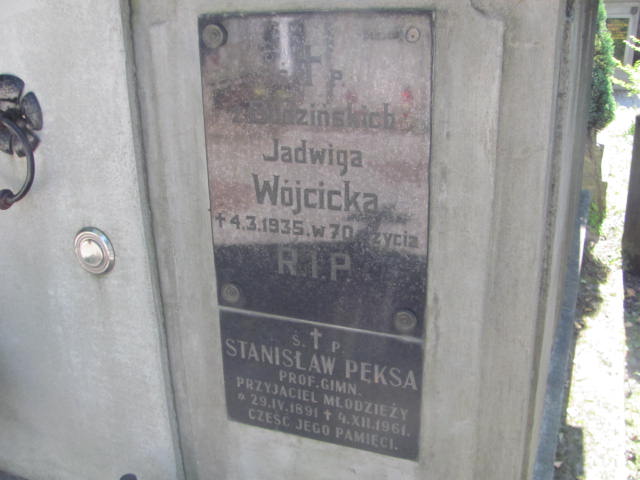 Ś. † P.
Jadwiga
Wójcicka
† 4.3.1935. w 70 życia
R.I.P.
Ś. † P.
STANISŁAW PĘKSA
PROF. GIMN.
PRZYJACIEL MŁODZIEŻY
* 29.IV.1891 † 4.XII.1961.
CZEŚĆ JEGO PAMIĘCI.